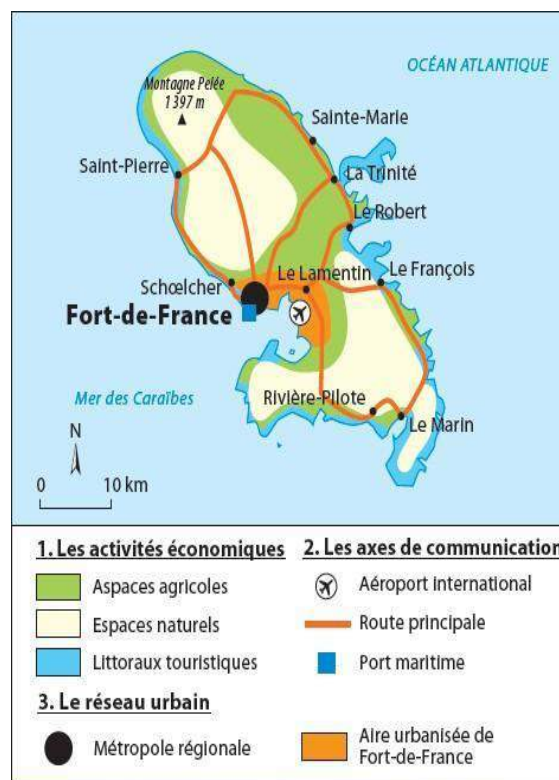 OCÉAN ATLANTIQUE
Montagne Pelée
1 397 m
Sainte-Marie
Saint-Pierre
La Trinité
Le Robert
Le Lamentin
Le François
Schœlcher
Fort-de-France
Mer des Caraïbes
Rivière-Pilote
Le Marin
N
0 10 km
1. Les activités économiques
Aspaces agricoles
Espaces naturels
Littoraux touristiques
2. Les axes de communication
Aéroport international
Route principale
Port maritime
3. Le réseau urbain
Métropole régionale
Aire urbanisée de
Fort-de-France